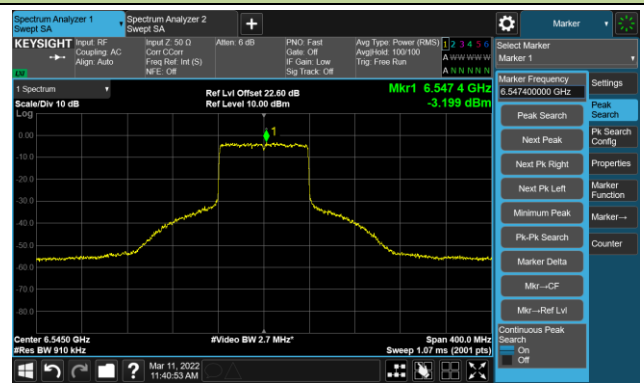 Spectrum Analyzer 1
Swept SA
Spectrum Analyzer 2
Swept SA
+
Marker
KEYSIGHT
Input: RF
Coupling: AC
Align: Auto
Input Z: 50 Ω
Corr CCorr
Freq Ref: Int (S)
NFE: Off
Atten: 6 dB
PNO: Fast
Gate: Off
IF Gain: Low
Sig Track: Off
Avg Type: Power (RMS)
Avg|Hold: 100/100
Trig: Free Run
1 2 3 4 5 6
A W W W W W
A N N N N N
LU
Select Marker
Marker 1
1 Spectrum
Scale/Div 10 dB
Log
Ref Lvl Offset 22.60 dB
Ref Level 10.00 dBm
Mkr1 6.547 4 GHz
-3.199 dBm
0.00
-10.0
-20.0
-30.0
-40.0
-50.0
-60.0
-70.0
-80.0
1
Center 6.5450 GHz
#Res BW 910 kHz
#Video BW 2.7 MHz*
Span 400.0 MHz
Sweep 1.07 ms (2001 pts)
Marker Frequency
6.547400000 GHz
Peak Search
Next Peak
Next Pk Right
Next Pk Left
Minimum Peak
Pk-Pk Search
Marker Delta
Mkr→CF
Mkr→Ref Lvl
Continuous Peak
Search
On
Off
Settings
Peak
Search
Pk Search
Config
Properties
Marker
Function
Marker→
Counter
?
Mar 11, 2022
11:40:53 AM